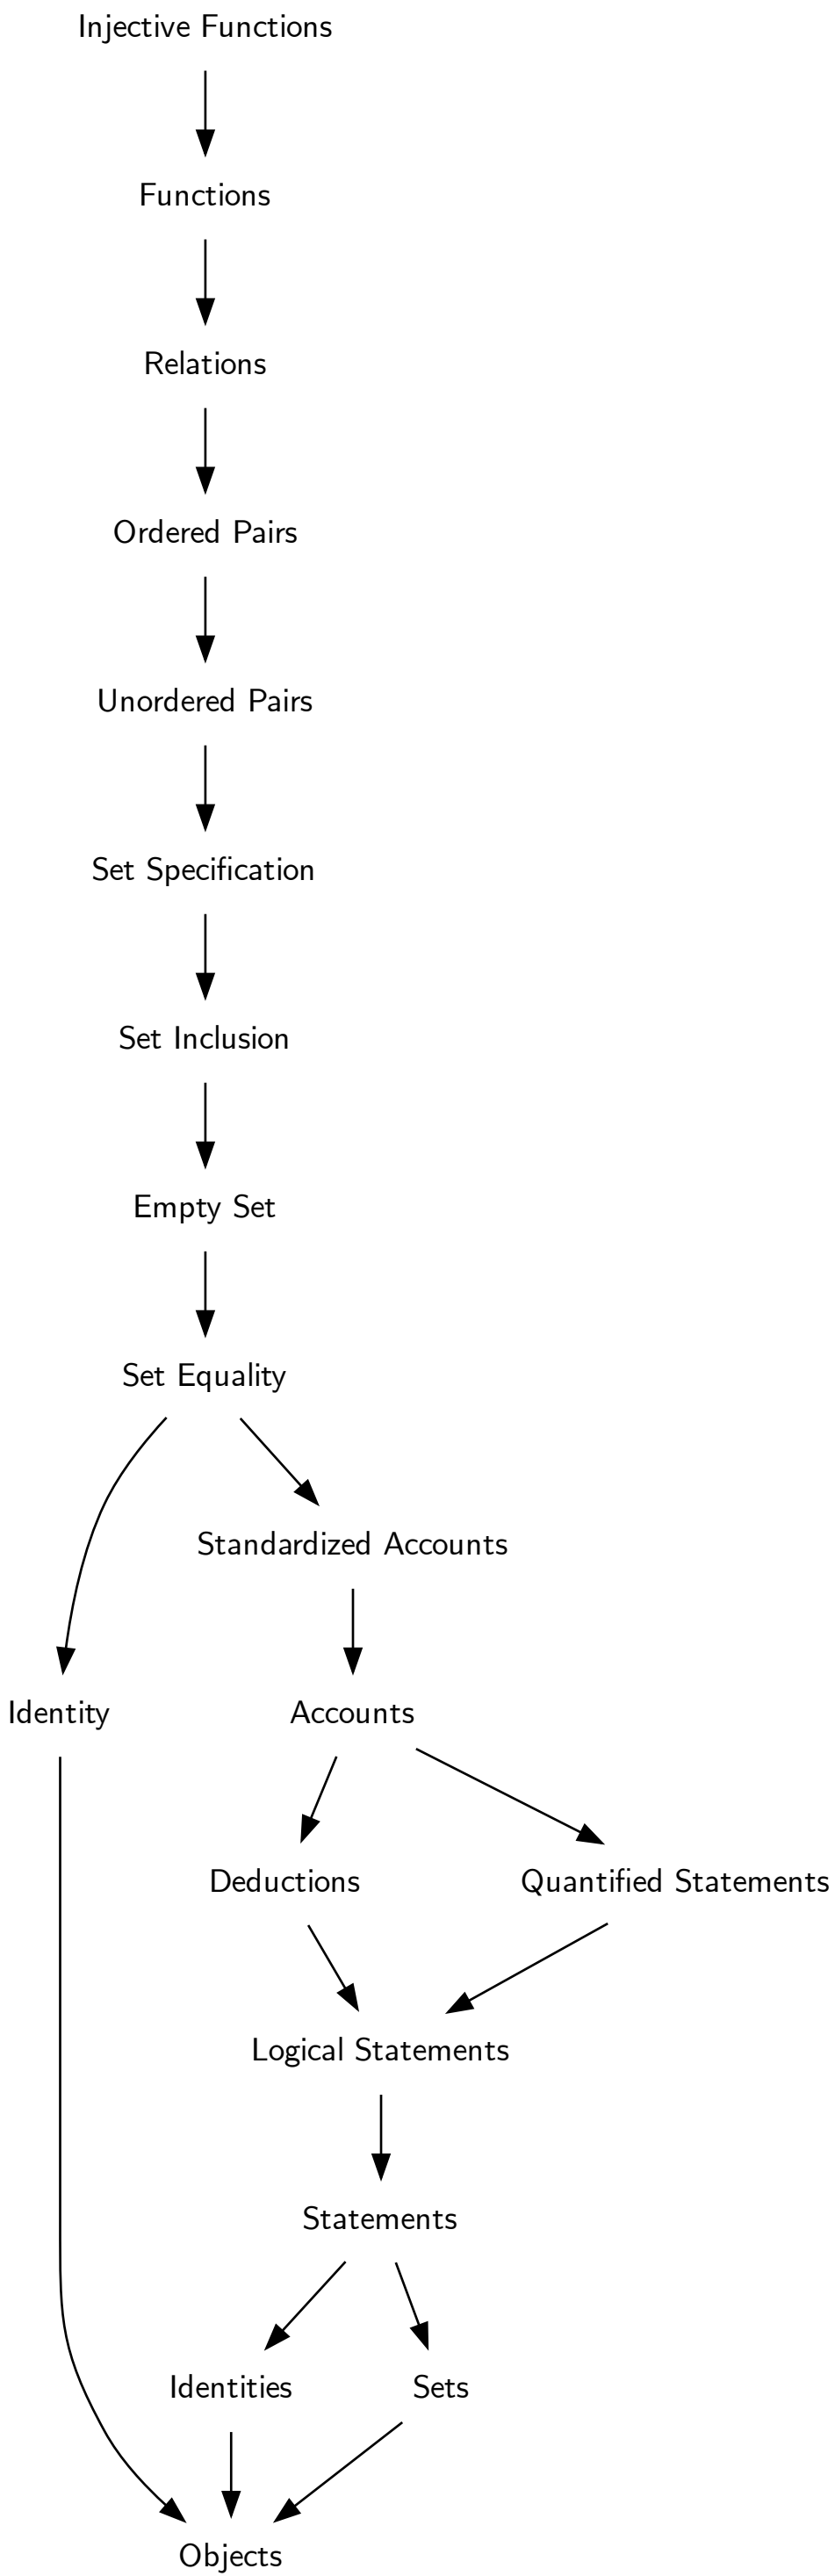 Injective Functions
Functions
Relations
Ordered Pairs
Unordered Pairs
Set Specification
Set Inclusion
Empty Set
Set Equality
Standardized Accounts
Identity
Accounts
Deductions
Quantified Statements
Logical Statements
Statements
Identities
Sets
Objects